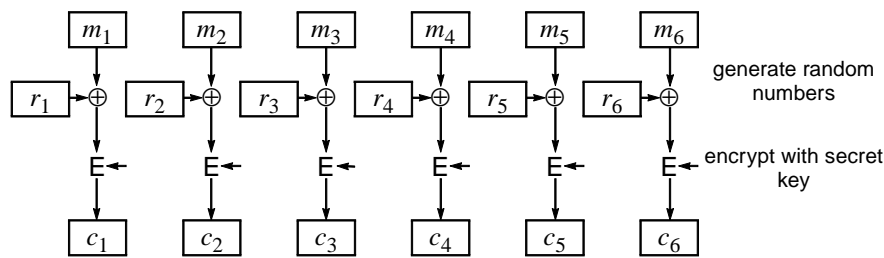 m1 m2 m3 m4 m5 m6
generate random
numbers
r1 r2 r3 r4 r5 r6
E E E E E E
encrypt with secret
key
c1 c2 c3 c4 c5 c6